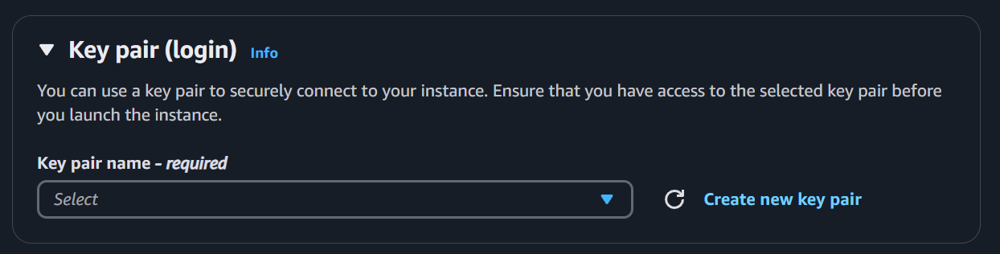 Key pair (login) Info
You can use a key pair to securely connect to your instance. Ensure that you have access to the selected key pair before
you launch the instance.
Key pair name - required
Select
Create new key pair